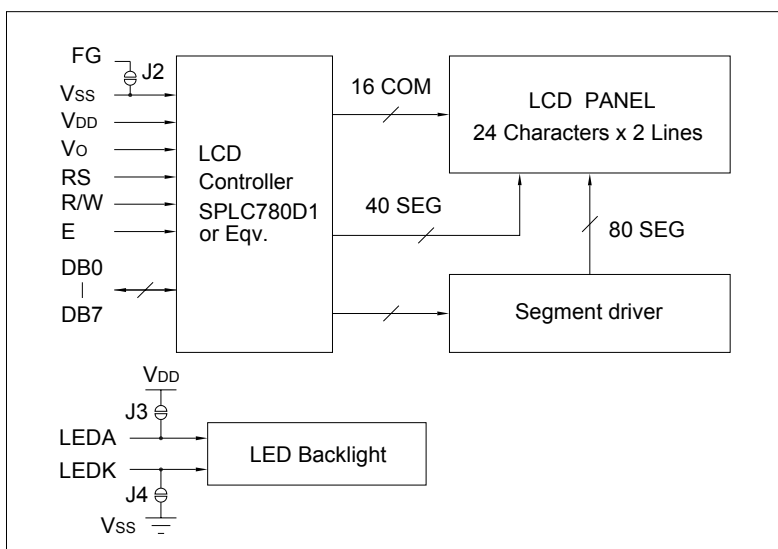 FG
J2
VSS
VDD
VO
RS
R/W
E
DB0
|
DB7
LCD
Controller
SPLC780D1
or Eqv.
16 COM
40 SEG
LCD PANEL
24 Characters x 2 Lines
80 SEG
Segment driver
VDD
J3
LEDA
LEDK
J4
VSS
LED Backlight